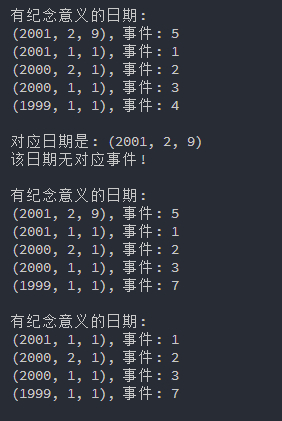 有纪念意义的日期:
(2001, 2, 9), 事件: 5
(2001, 1, 1), 事件: 1
(2000, 2, 1), 事件: 2
(2000, 1, 1), 事件: 3
(1999, 1, 1), 事件: 4
对应日期是: (2001, 2, 9)
该日期无对应事件!
有纪念意义的日期:
(2001, 2, 9), 事件: 5
(2001, 1, 1), 事件: 1
(2000, 2, 1), 事件: 2
(2000, 1, 1), 事件: 3
(1999, 1, 1), 事件: 7
有纪念意义的日期:
(2001, 1, 1), 事件: 1
(2000, 2, 1), 事件: 2
(2000, 1, 1), 事件: 3
(1999, 1, 1), 事件: 7